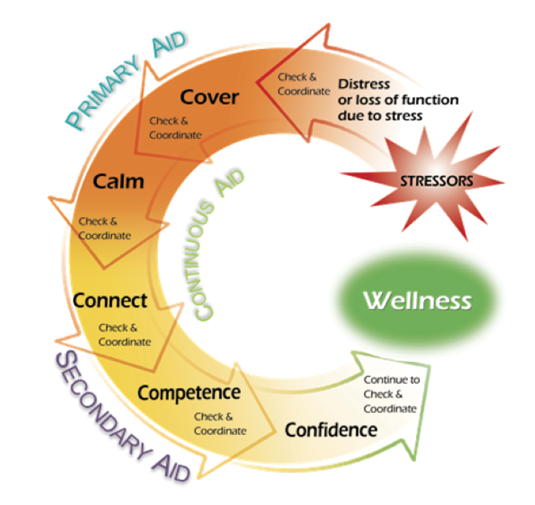 PRIMARY AID
Check &
Coordinate
Distress
or loss of function
due to stress
STRESSORS
Cover
Check &
Coordinate
Calm
CONTINUOUS AID
Check &
Coordinate
Connect
Check &
Coordinate
Wellness
SECONDARY AID
Competence
Check &
Coordinate
Confidence
Continue to
Check &
Coordinate